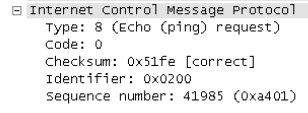 Internet Control Message Protocol
Type: 8 (Echo (ping) request)
Code: 0
Checksum: 0x51fe [correct]
Identifier: 0x0200
Sequence number: 41985 (0xa401)